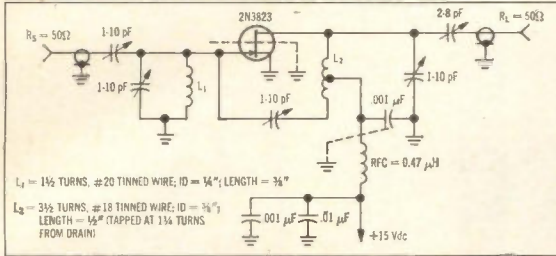 2N3823
2-8 pF
R_L = 50Ω
R_S = 50Ω
1-10 pF
1-10 pF
L₁
L₂
1-10 pF
1-10 pF
.001 μF
RFC = 0.47 μH
L₁ = 1½ TURNS, #20 TINNED WIRE; ID = ¼"; LENGTH = ⅜"
L₂ = 3½ TURNS, #18 TINNED WIRE; ID = ⅜";
LENGTH = ½" (TAPPED AT 1¼ TURNS
FROM DRAIN)
.001 μF
.01 μF
+15 Vdc